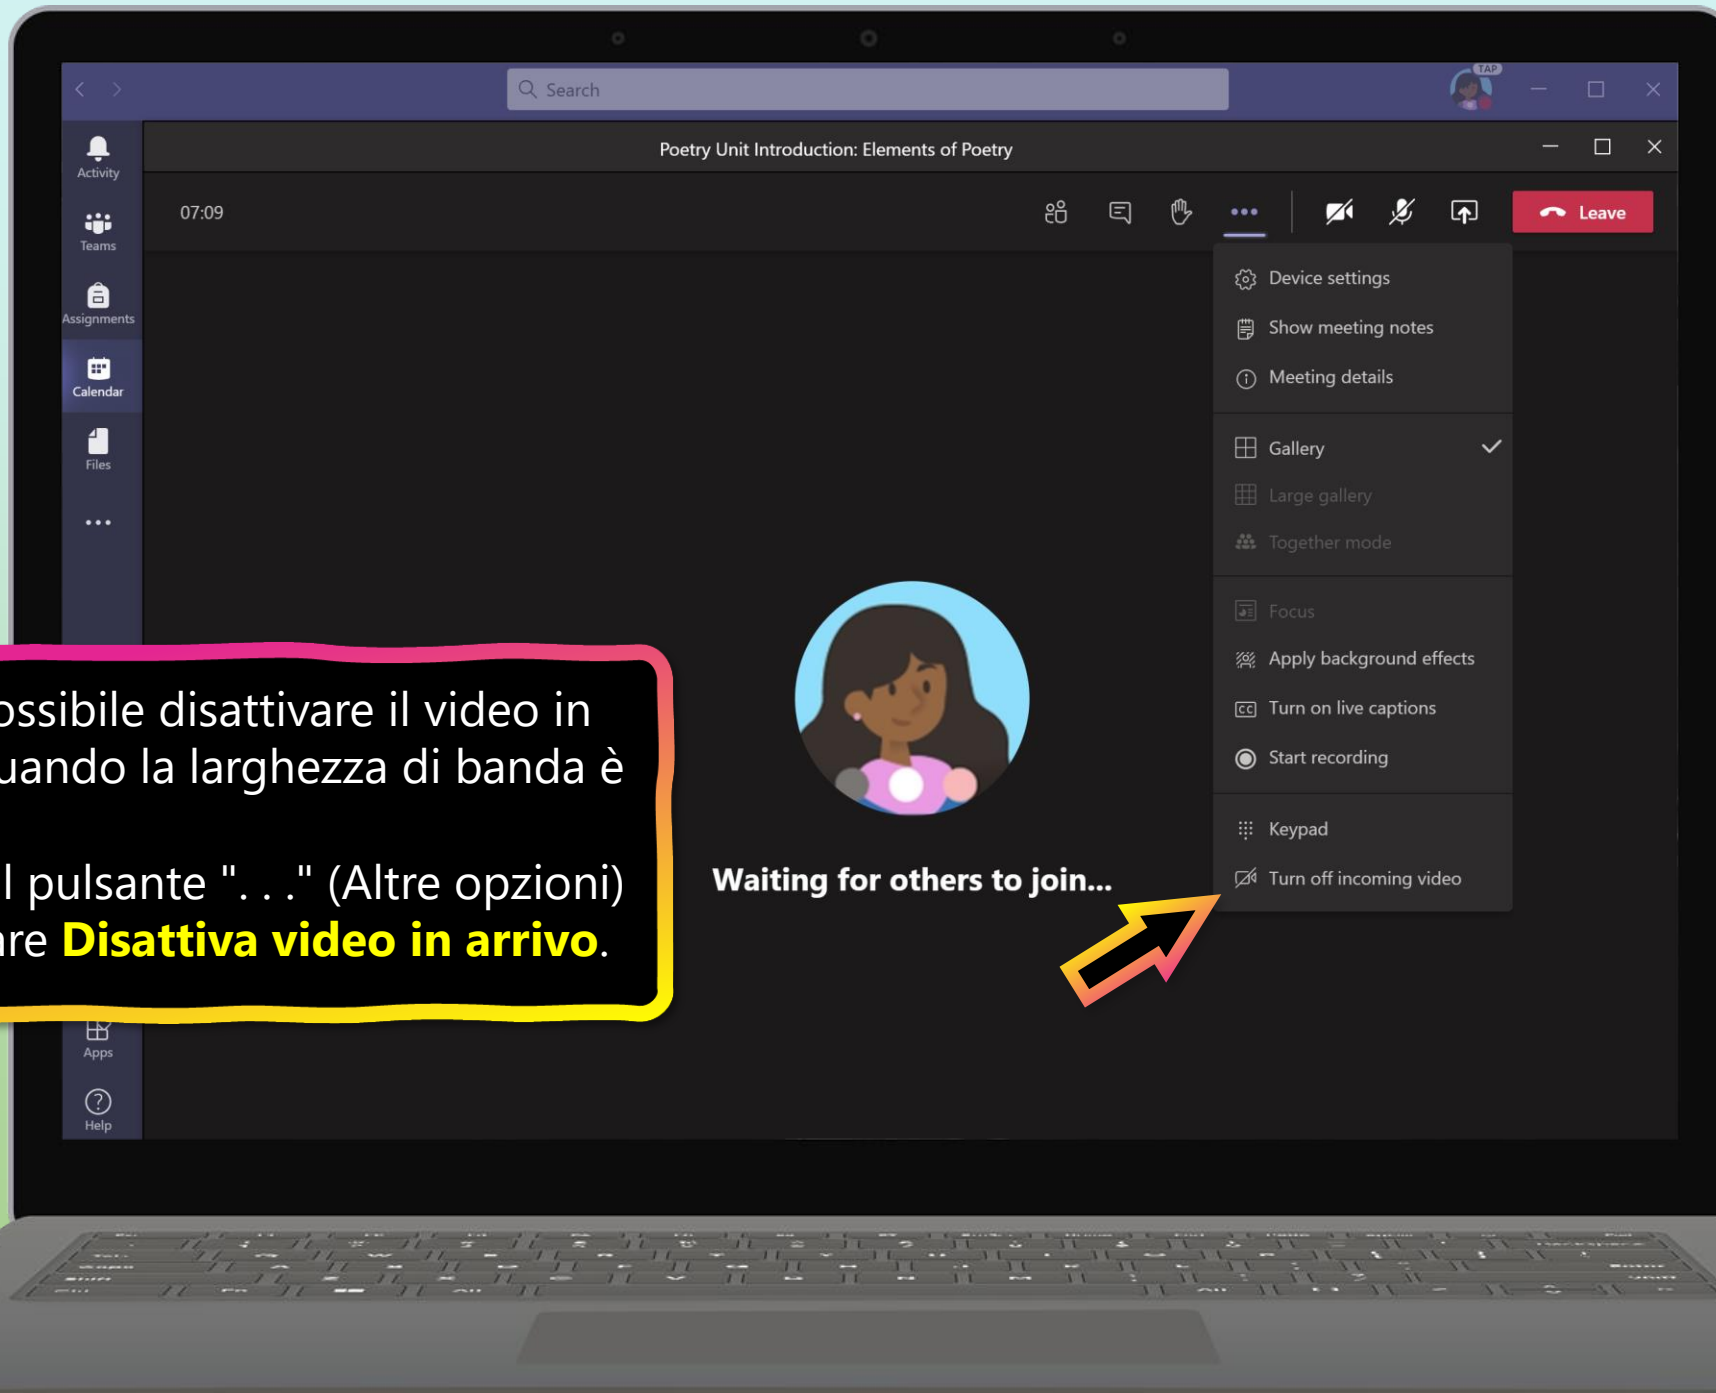 Search
TAP
Activity
Poetry Unit Introduction: Elements of Poetry
07:09
Leave
Teams
Device settings
Assignments
Show meeting notes
Calendar
Meeting details
Files
Gallery
Large gallery
Together mode
Focus
Apply background effects
CC Turn on live captions
Start recording
Keypad
Turn off incoming video
ossibile disattivare il video in
uando la larghezza di banda è
l pulsante ". . ." (Altre opzioni)
are Disattiva video in arrivo.
Waiting for others to join...
Apps
Help